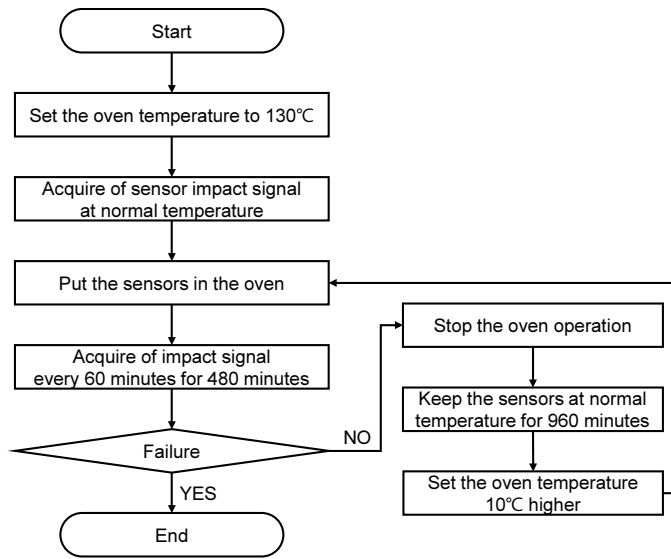 Start
Set the oven temperature to 130℃
Acquire of sensor impact signal
at normal temperature
Put the sensors in the oven
Acquire of impact signal
every 60 minutes for 480 minutes
Failure
NO
YES
End
Stop the oven operation
Keep the sensors at normal
temperature for 960 minutes
Set the oven temperature
10℃ higher